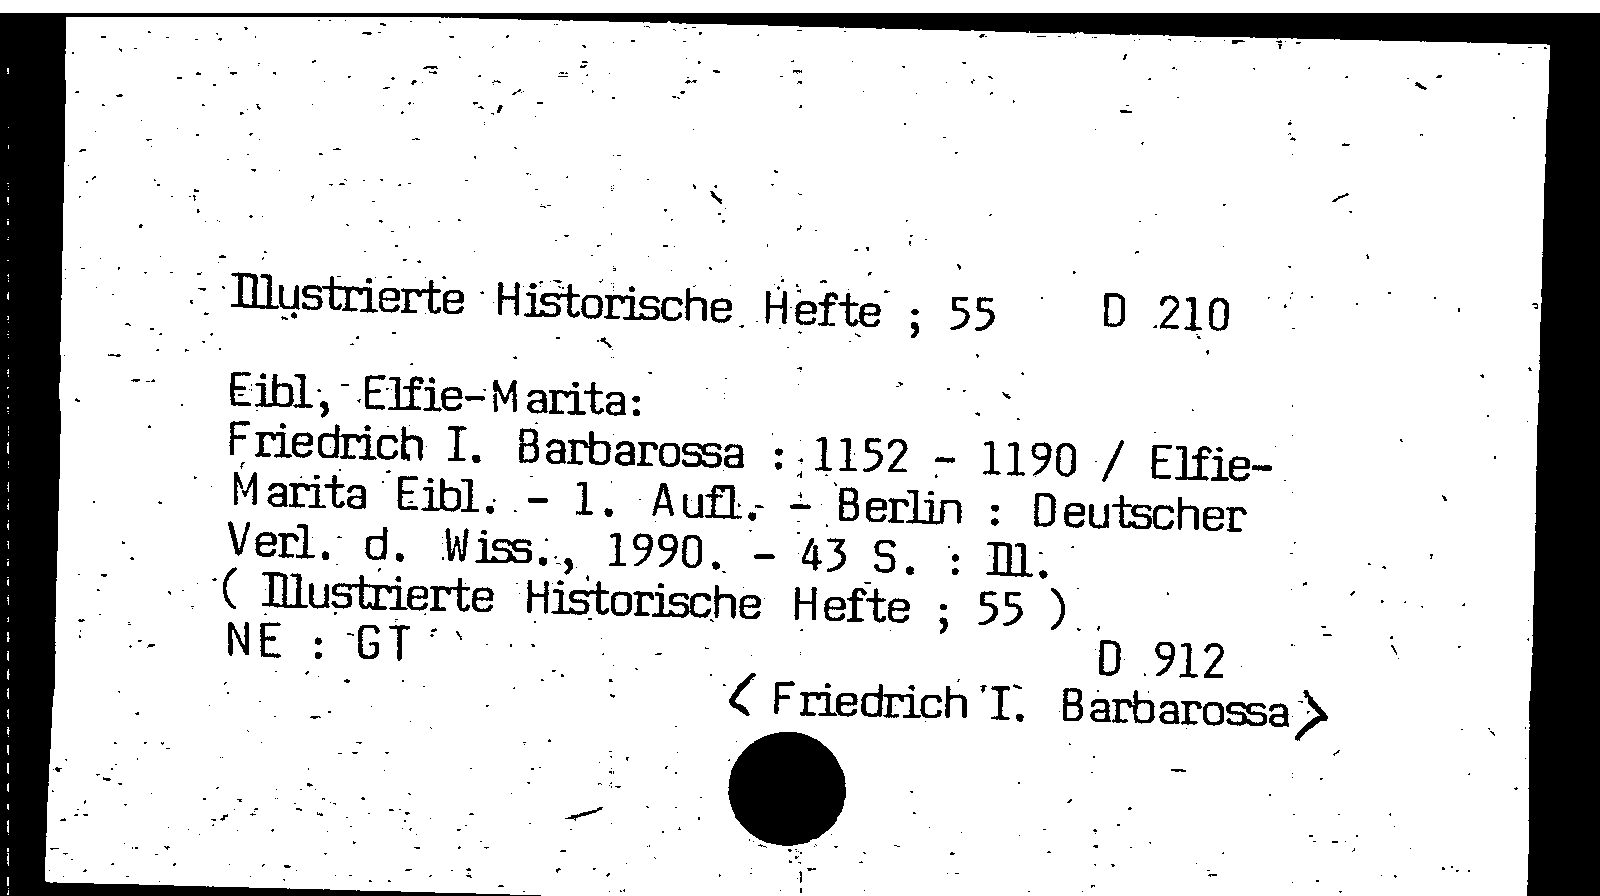 Illustrierte Historische Hefte ; 55 D 210
Eibl, Elfie-Marita:
Friedrich I. Barbarossa : 1152 - 1190 / Elfie-
Marita Eibl. - 1. Aufl. - Berlin : Deutscher
Verl. d. Wiss., 1990. - 43 S. : Ill.
( Illustrierte Historische Hefte ; 55 )
NE : GT D 912
< Friedrich I. Barbarossa >